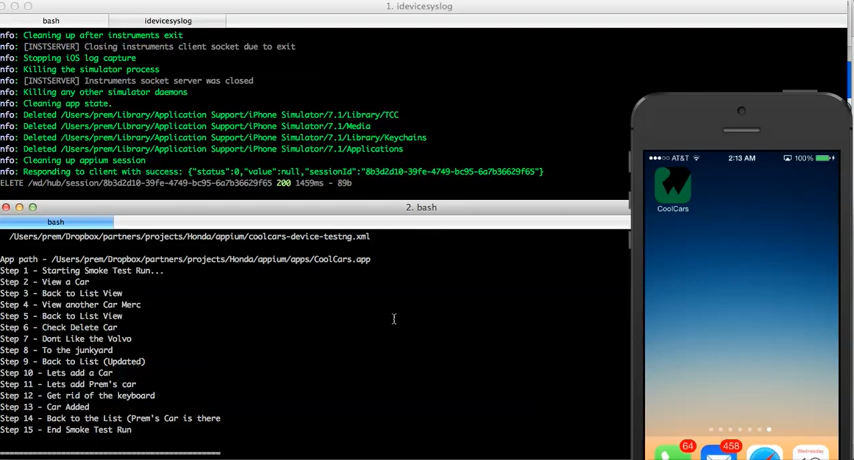 1. idevicesyslog
bash
idevicesyslog
nfo: Cleaning up after instruments exit
nfo: [INSTSERVER] Closing instruments client socket due to exit
nfo: Stopping iOS log capture
nfo: Killing the simulator process
nfo: [INSTSERVER] Instruments socket server was closed
nfo: Killing any other simulator daemons
nfo: Cleaning app state.
nfo: Deleted /Users/prem/Library/Application Support/iPhone Simulator/7.1/Library/TCC
nfo: Deleted /Users/prem/Library/Application Support/iPhone Simulator/7.1/Media
nfo: Deleted /Users/prem/Library/Application Support/iPhone Simulator/7.1/Library/Keychains
nfo: Deleted /Users/prem/Library/Application Support/iPhone Simulator/7.1/Applications
nfo: Cleaning up appium session
nfo: Responding to client with success: {"status":0,"value":null,"sessionId":"8b3d2d10-39fe-4749-bc95-6a7b36629f65"}
ELETE /wd/hub/session/8b3d2d10-39fe-4749-bc95-6a7b36629f65 200 1459ms - 89b
2. bash
bash
/Users/prem/Dropbox/partners/projects/Honda/appium/coolcars-device-testng.xml
App path - /Users/prem/Dropbox/partners/projects/Honda/appium/apps/CoolCars.app
Step 1 - Starting Smoke Test Run...
Step 2 - View a Car
Step 3 - Back to List View
Step 4 - View another Car Merc
Step 5 - Back to List View
Step 6 - Check Delete Car
Step 7 - Dont Like the Volvo
Step 8 - To the junkyard
Step 9 - Back to List (Updated)
Step 10 - Lets add a Car
Step 11 - Lets add Prem's car
Step 12 - Get rid of the keyboard
Step 13 - Car Added
Step 14 - Back to the List (Prem's Car is there
Step 15 - End Smoke Test Run
AT&T 2:13 AM 100%
CoolCars
64
458
Wednesday